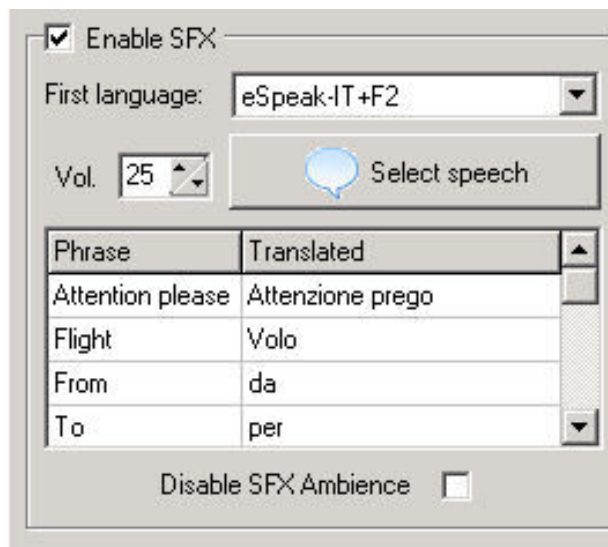 Enable SFX
First language: eSpeak-IT+F2
Vol. 25 Select speech
Phrase Translated
Attention please Attenzione prego
Flight Volo
From da
To per
Disable SFX Ambience